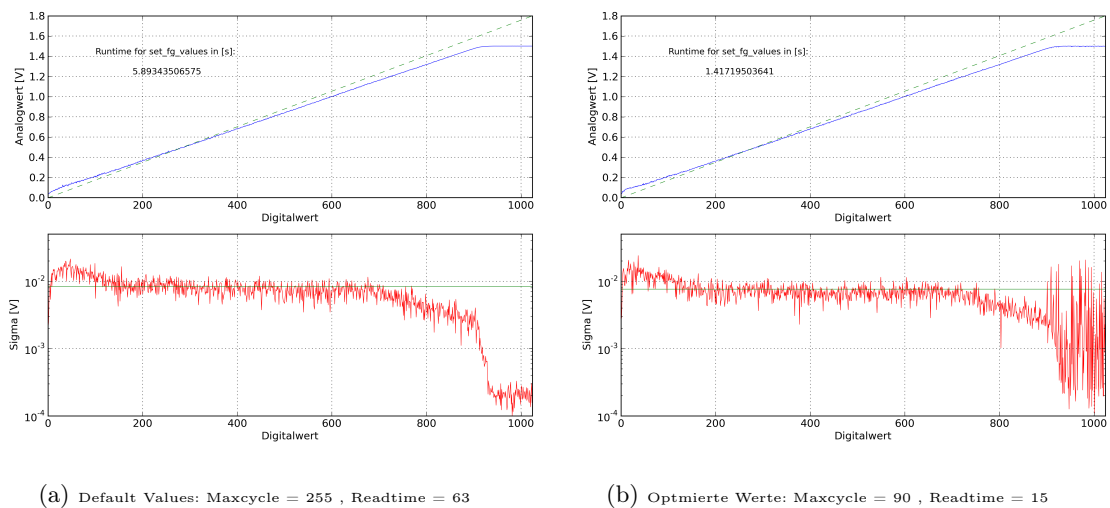 1.8
1.6
1.4
1.2
1.0
0.8
0.6
0.4
0.2
0.0
Analogwert [V]
Runtime for set_fg_values in [s]:
5.89343506575
0 200 400 600 800 1000
Digitalwert
1.8
1.6
1.4
1.2
1.0
0.8
0.6
0.4
0.2
0.0
Analogwert [V]
Runtime for set_fg_values in [s]:
1.41719503641
0 200 400 600 800 1000
Digitalwert
10-2
10-3
10-4
Sigma [V]
0 200 400 600 800 1000
Digitalwert
10-2
10-3
10-4
Sigma [V]
0 200 400 600 800 1000
Digitalwert
(a) Default Values: Maxcycle = 255 , Readtime = 63
(b) Optmierte Werte: Maxcycle = 90 , Readtime = 15